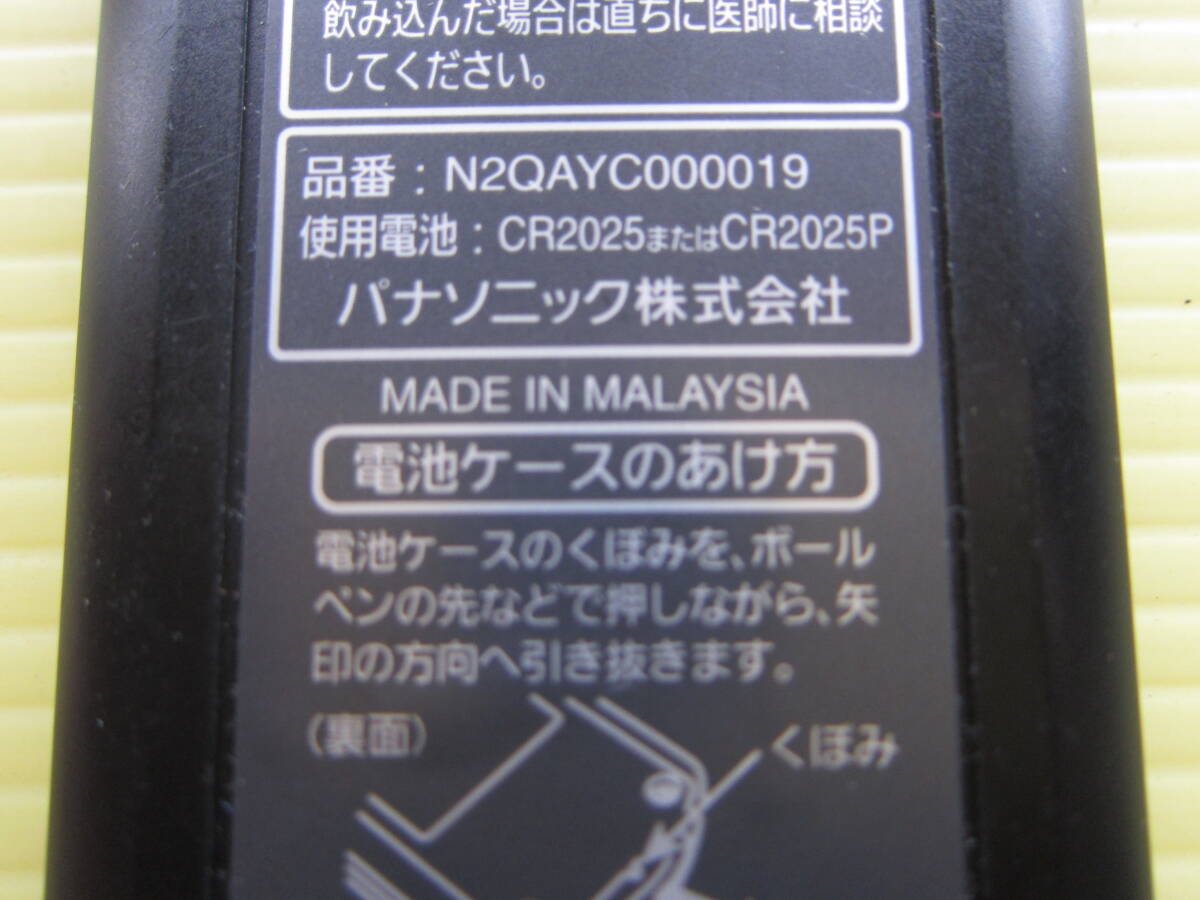 飲み込んだ場合は直ちに医師に相談
してください。
品番：N2QAYC000019
使用電池：CR2025またはCR2025P
パナソニック株式会社
MADE IN MALAYSIA
電池ケースのあけ方
電池ケースのくぼみを、ボール
ペンの先などで押しながら、矢
印の方向へ引き抜きます。
（裏面）
くぼみ